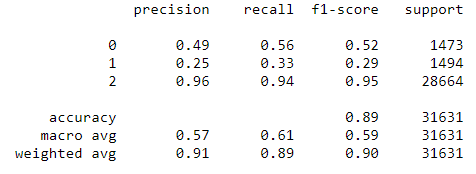 precision recall f1-score support
0 0.49 0.56 0.52 1473
1 0.25 0.33 0.29 1494
2 0.96 0.94 0.95 28664
accuracy 0.89 31631
macro avg 0.57 0.61 0.59 31631
weighted avg 0.91 0.89 0.90 31631